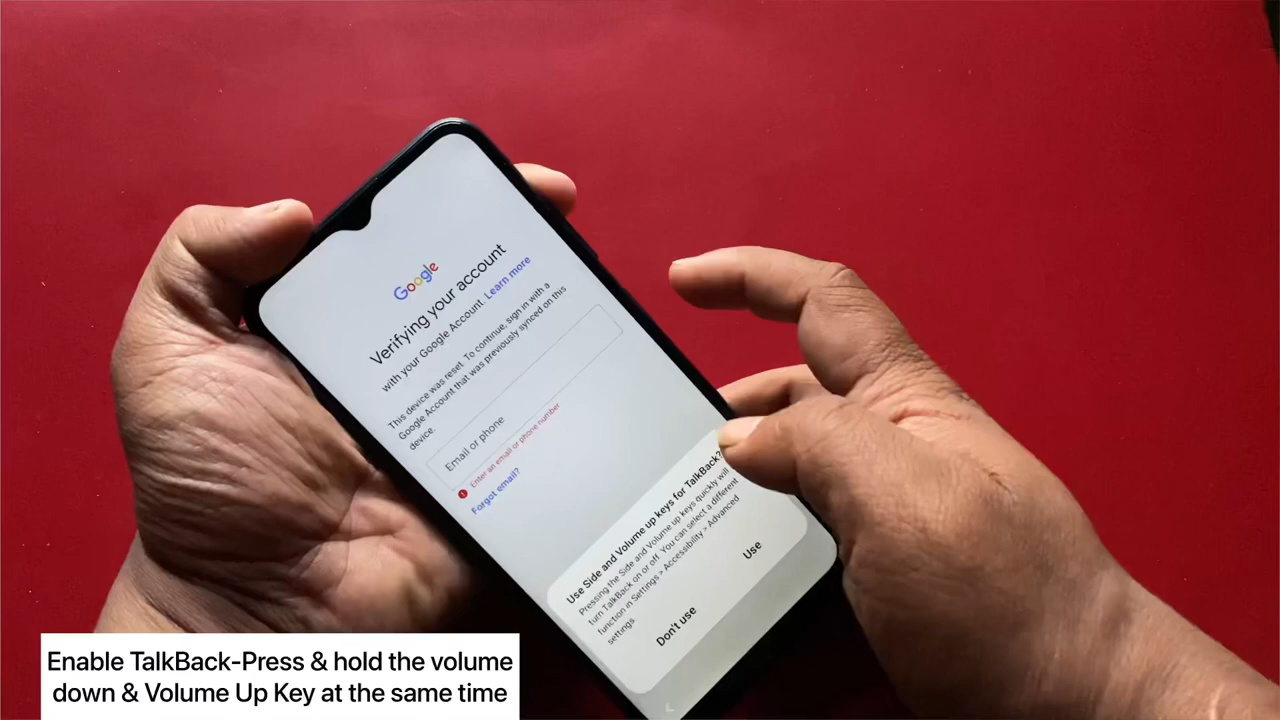 Google
Verifying your account
with your Google Account. Learn more
This device was reset. To continue, sign in with a
Google Account that was previously synced on this
device.
Email or phone
Enter an email or phone number
Forgot email?
Use Side and Volume up keys for TalkBack?
Pressing the Side and Volume up keys quickly will
turn TalkBack on or off. You can select a different
function in Settings > Accessibility > Advanced
settings
Don't use
Use
Enable TalkBack-Press & hold the volume
down & Volume Up Key at the same time